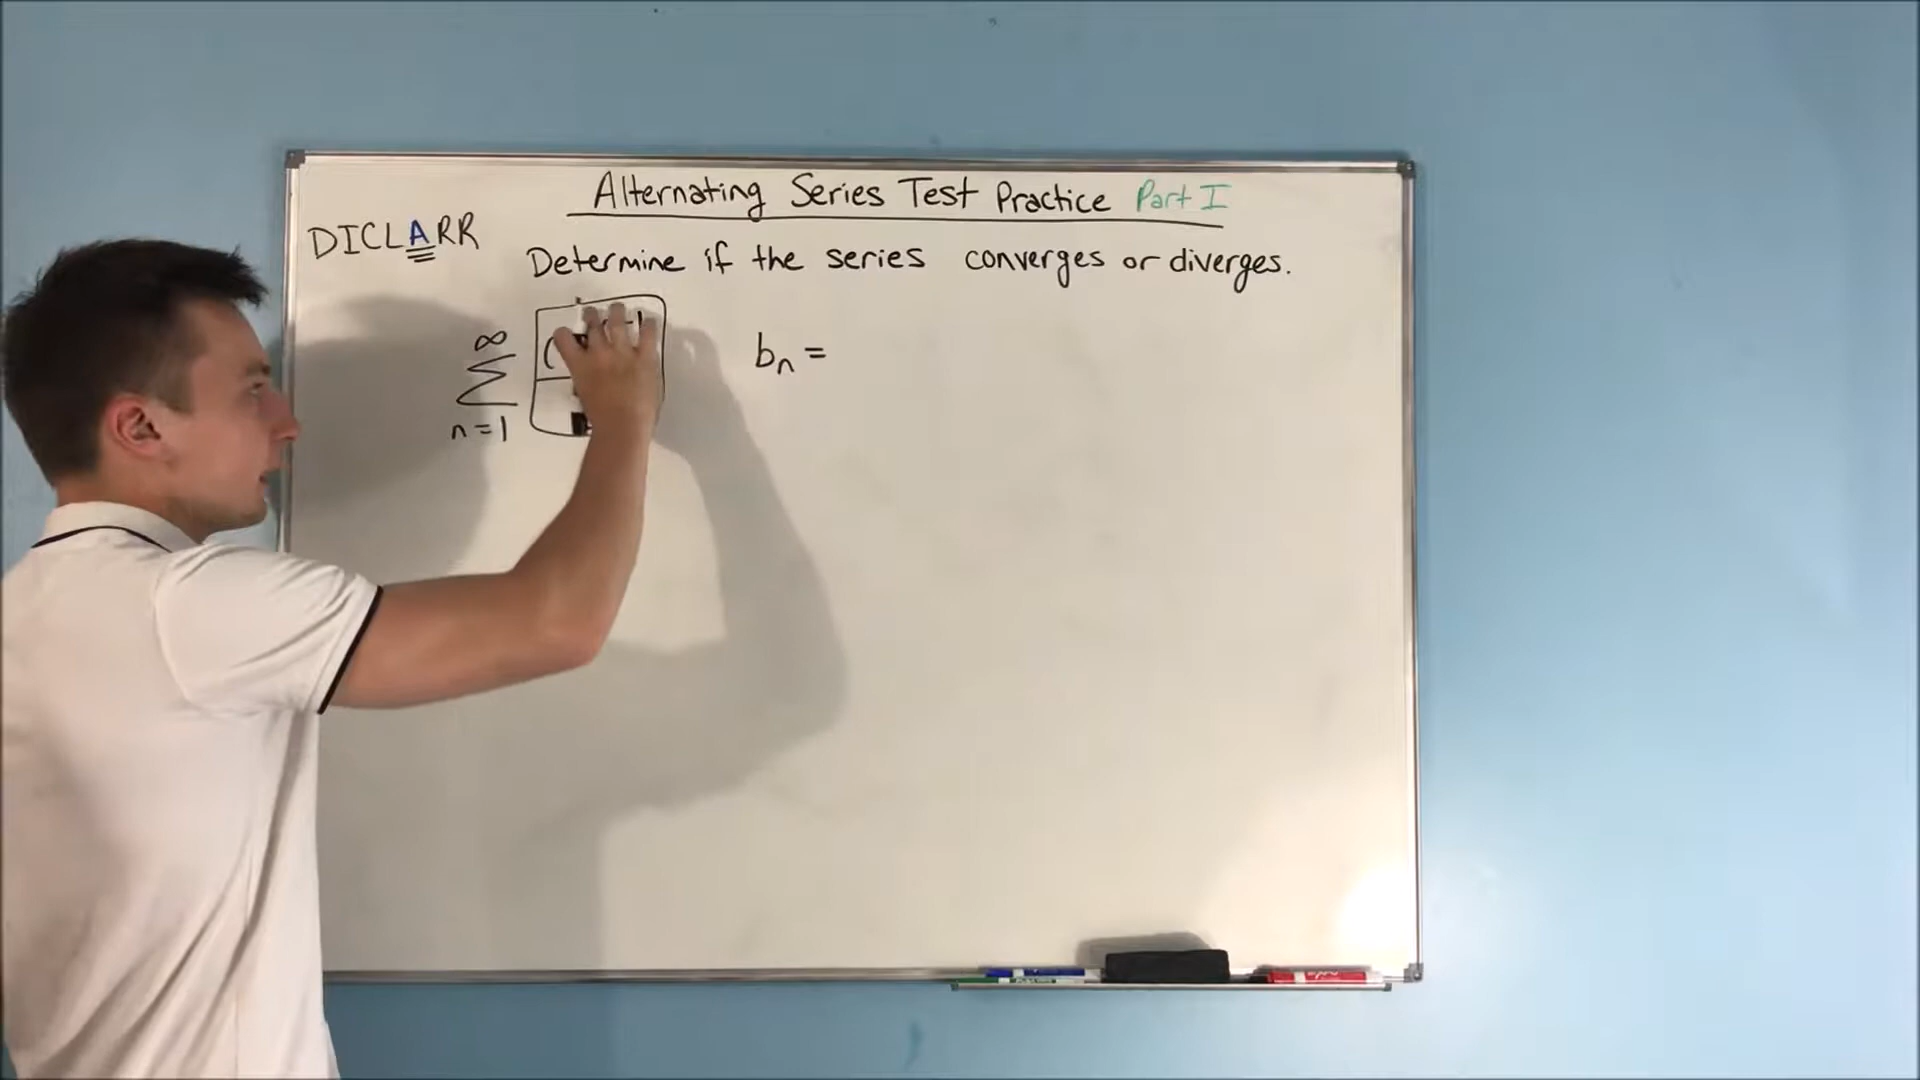 Alternating Series Test Practice Part I
DICLARR
Determine if the series converges or diverges.
∞
Σ
n=1
bn =